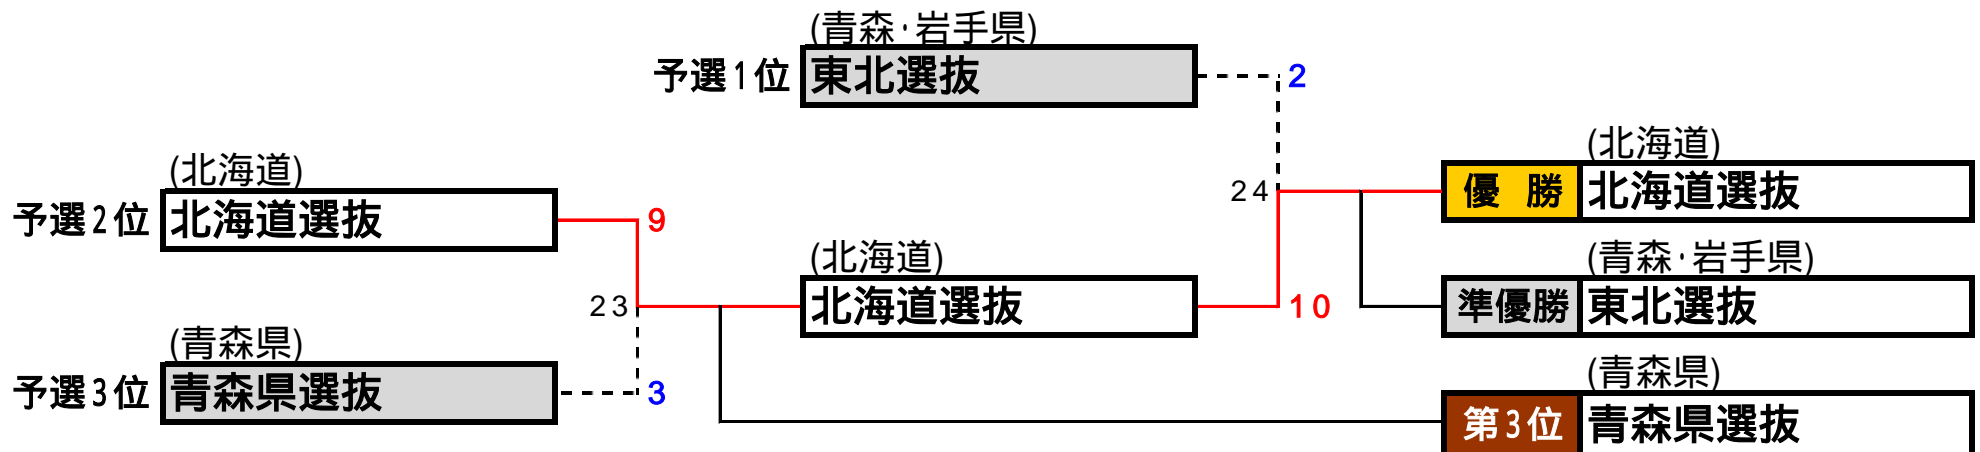 (青森·岩手県)
予選1位 東北選抜 2
(北海道)
予選2位 北海道選抜 9
23
(青森県)
予選3位 青森県選抜 3
(北海道)
北海道選抜 10
24
(北海道)
優 勝 北海道選抜
(青森·岩手県)
準優勝 東北選抜
(青森県)
第3位 青森県選抜